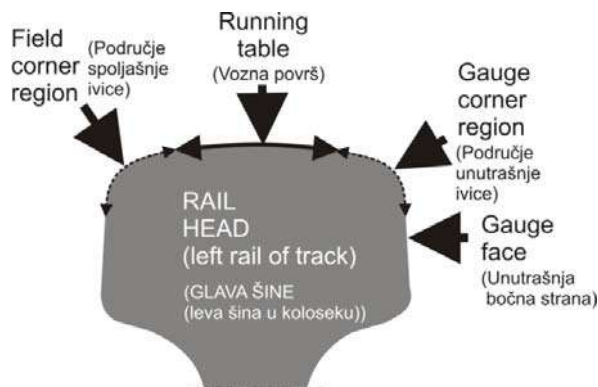 Field
corner
region
(Područje
spoljašnje
ivice)
Running
table
(Vozna površ)
Gauge
corner
region
(Područje
unutrašnje
ivice)
Gauge
face
(Unutrašnja
bočna strana)
RAIL
HEAD
(left rail of track)
(GLAVA ŠINE
(leva šina u koloseku))